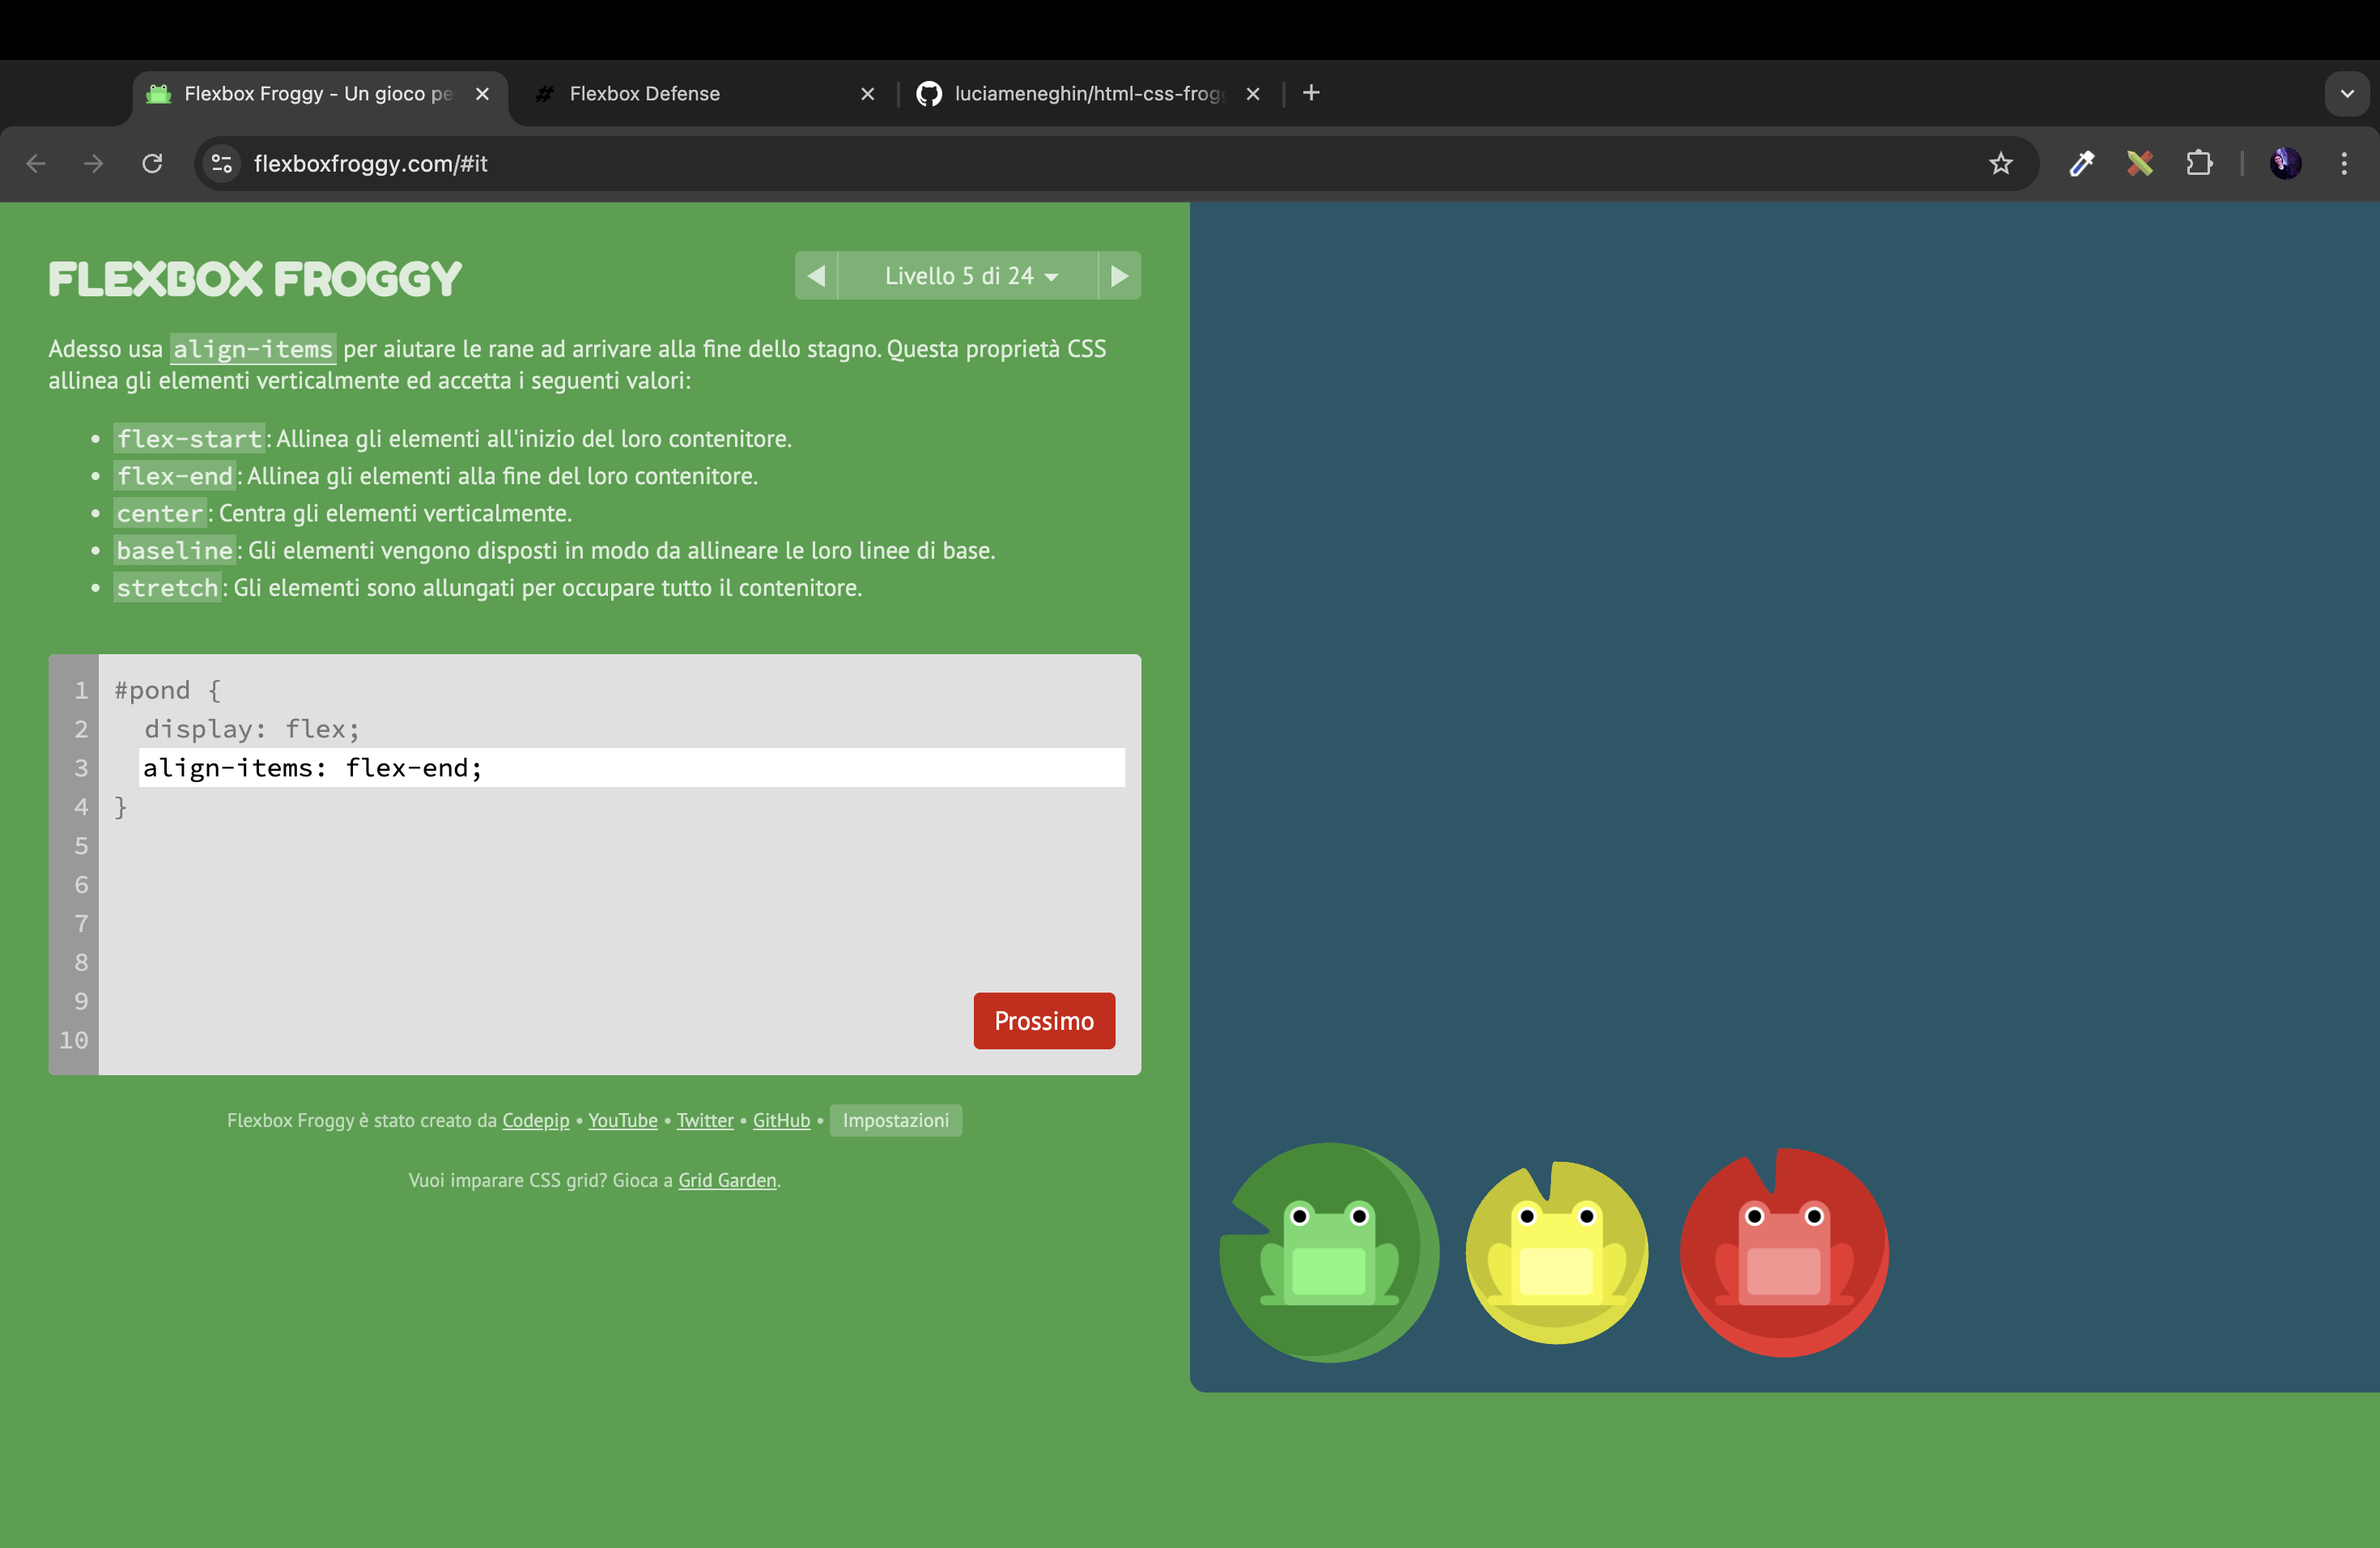 Flexbox Froggy - Un gioco pe
Flexbox Defense
luciameneghin/html-css-frog
flexboxfroggy.com/#it
FLEXBOX FROGGY
Livello 5 di 24
Adesso usa align-items per aiutare le rane ad arrivare alla fine dello stagno. Questa proprietà CSS
allinea gli elementi verticalmente ed accetta i seguenti valori:
• flex-start: Allinea gli elementi all'inizio del loro contenitore.
• flex-end: Allinea gli elementi alla fine del loro contenitore.
• center: Centra gli elementi verticalmente.
• baseline: Gli elementi vengono disposti in modo da allineare le loro linee di base.
• stretch: Gli elementi sono allungati per occupare tutto il contenitore.
1 #pond {
2 display: flex;
3 align-items: flex-end;
4 }
5
6
7
8
9
10
Prossimo
Flexbox Froggy è stato creato da Codepip • YouTube • Twitter • GitHub • Impostazioni
Vuoi imparare CSS grid? Gioca a Grid Garden.